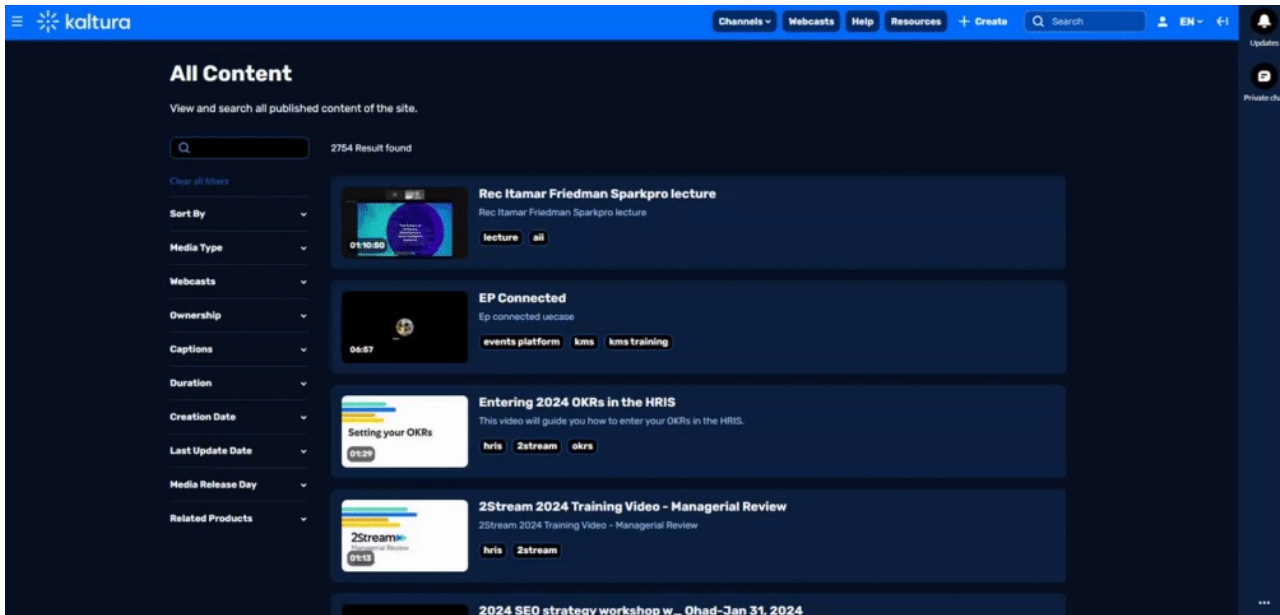 kaltura
Channels
Webcasts
Help
Resources
+ Create
Search
EN
Updates
Private cha
All Content
View and search all published content of the site.
2754 Result found
Clear all filters
Sort By
Media Type
Webcasts
Ownership
Captions
Duration
Creation Date
Last Update Date
Media Release Day
Related Products
01:10:50
Rec Itamar Friedman Sparkpro lecture
Rec Itamar Friedman Sparkpro lecture
lecture aii
06:57
EP Connected
Ep connected uecase
events platform kms kms training
Setting your OKRs
01:29
Entering 2024 OKRs in the HRIS
This video will guide you how to enter your OKRs in the HRIS.
hris 2stream okrs
2Stream
Managerial Review
01:13
2Stream 2024 Training Video - Managerial Review
2Stream 2024 Training Video - Managerial Review
hris 2stream
2024 SEO strategy workshop w_ Ohad-Jan 31, 2024